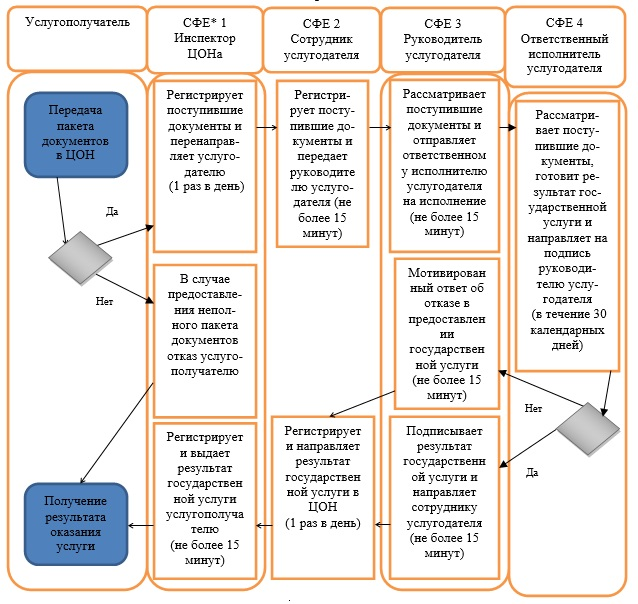 Услугополучатель
СФЕ* 1
Инспектор
ЦОНа
СФЕ 2
Сотрудник
услугодателя
СФЕ 3
Руководитель
услугодателя
СФЕ 4
Ответственный
исполнитель
услугодателя
Передача
пакета
документов
в ЦОН
Да
Нет
Регистрирует
поступившие
документы и
перенаправ-
ляет услуго-
дателю
(1 раз в день)
Регистри-
рует посту-
пившие до-
кументы и
передает
руководите
лю услуго-
дателя (не
более 15
минут)
Рассматривает
поступившие
документы и
отправляет
ответственном
у исполнителю
услугодателя
на исполнение
(не более 15
минут)
Рассматри-
вает посту-
пившие до-
кументы,
готовит ре-
зультат гос-
ударственной
услуги и
направляет на
подпись
руководи-
телю услу-
годателя
(в течение 30
календарных
дней)
В случае
предоставле-
ния непол-
ного пакета
документов
отказ услуго-
получателю
Мотивирован
ный ответ об
отказе в
предоставлен
ии
государствен
ной услуги
(не более 15
минут)
Нет
Да
Подписывает
результат
государственно
й услуги и
направляет
сотруднику
услугодателя
(не более 15
минут)
Регистрирует
и направляет
результат
государствен
ной услуги в
ЦОН
(1 раз в день)
Регистрирует
и выдает
результат
государствен
ной услуги
услугополуча
телю
(не более 15
минут)
Получение
результата
оказания
услуги